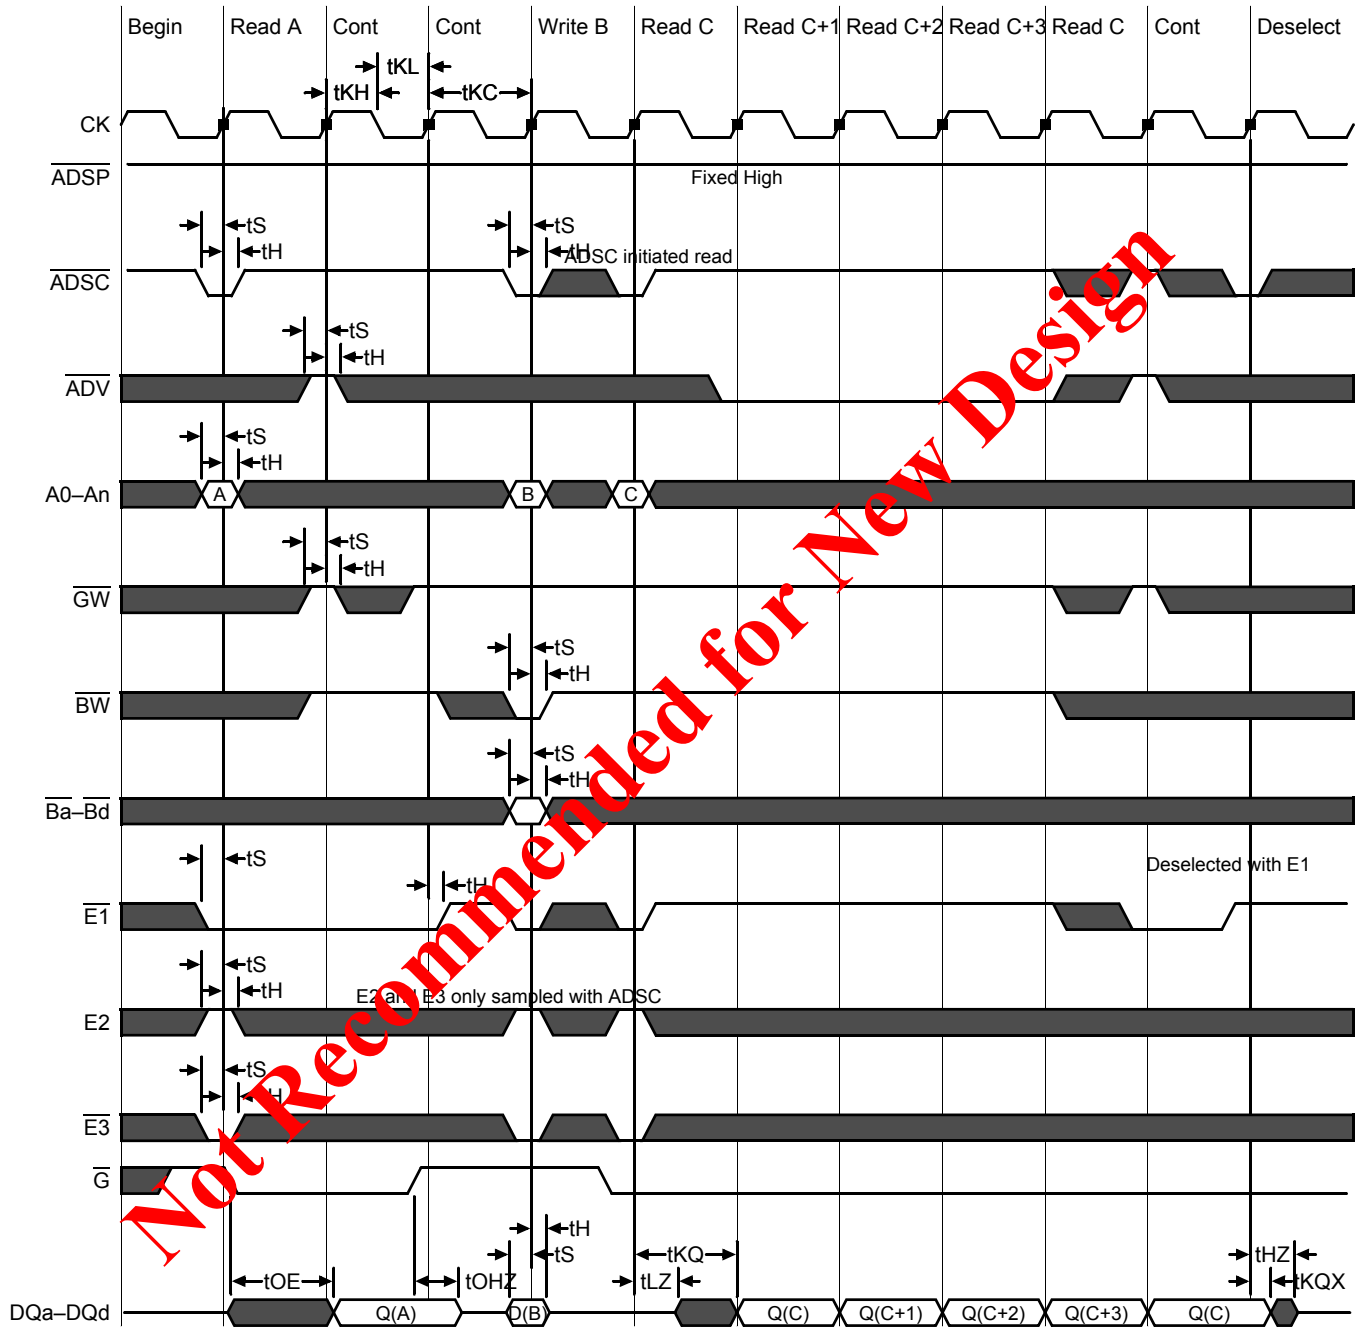 Begin Read A Cont Cont Write B Read C Read C+1 Read C+2 Read C+3 Read C Cont Deselect
tKL
tKH tKC
CK
ADSP
Fixed High
tS tS
tH tH
ADSC initiated read
ADSC
tS
tH
ADV
tS
tH
A0–An A B C
tS
tH
GW
tS
tH
BW
tS
tH
Ba–Bd
tS Deselected with E1
tH
E1
tS
tH
E2 and E3 only sampled with ADSC
E2
tS
tH
E3
G
tH
tS
tKQ tHZ
tOE tOHZ tLZ tKQX
DQa–DQd Q(A) D(B) Q(C) Q(C+1) Q(C+2) Q(C+3) Q(C)
Not Recommended for New Design